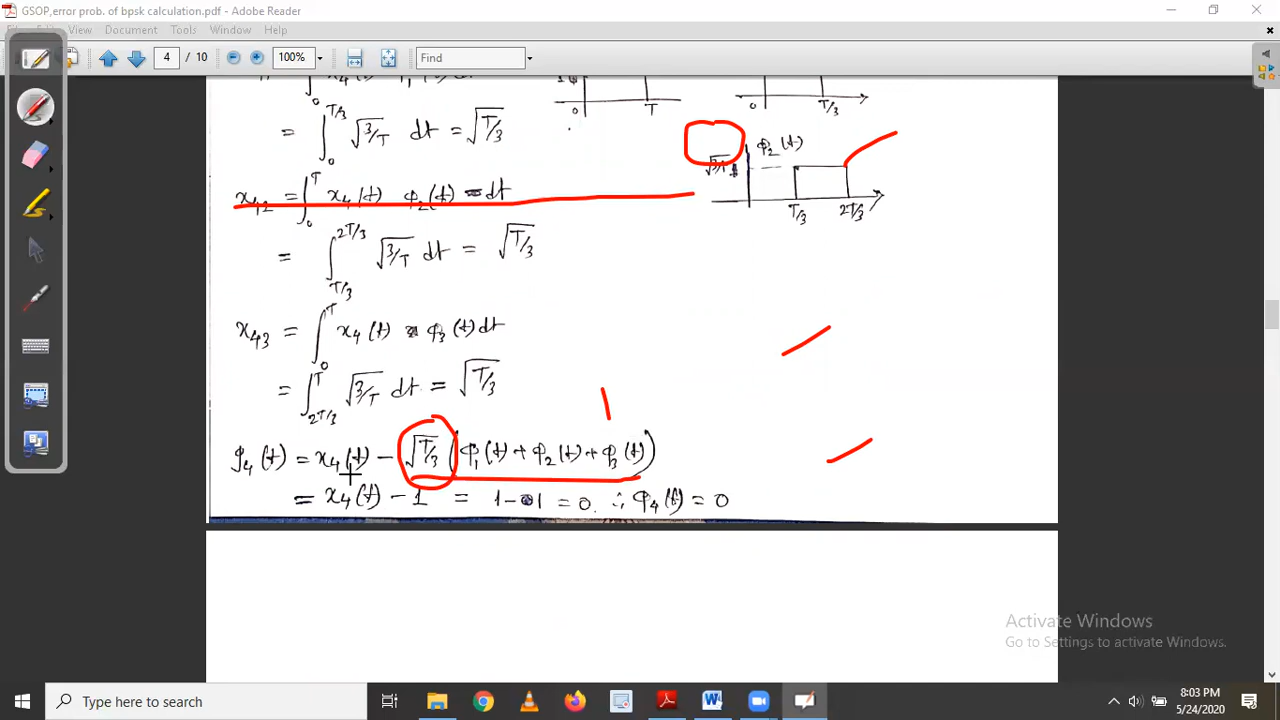 GSOP,error prob. of bpsk calculation.pdf - Adobe Reader
View Document Tools Window Help
4 / 10 100% Find
0 T 0 T/3
= ∫₀^{T/3} √3/T dt = √T/3
√3/T φ₂(t)
T/3 2T/3
x₄₂ = ∫₀^T x₄(t) φ₂(t) dt
= ∫_{T/3}^{2T/3} √3/T dt = √T/3
x₄₃ = ∫₀^T x₄(t) φ₃(t) dt
= ∫_{2T/3}^T √3/T dt = √T/3
g₄(t) = x₄(t) - √T/3 (φ₁(t) + φ₂(t) + φ₃(t))
= x₄(t) - 1 = 1 - 1 = 0. ∴ φ₄(t) = 0
Activate Windows
Go to Settings to activate Windows.
Type here to search
8:03 PM
5/24/2020